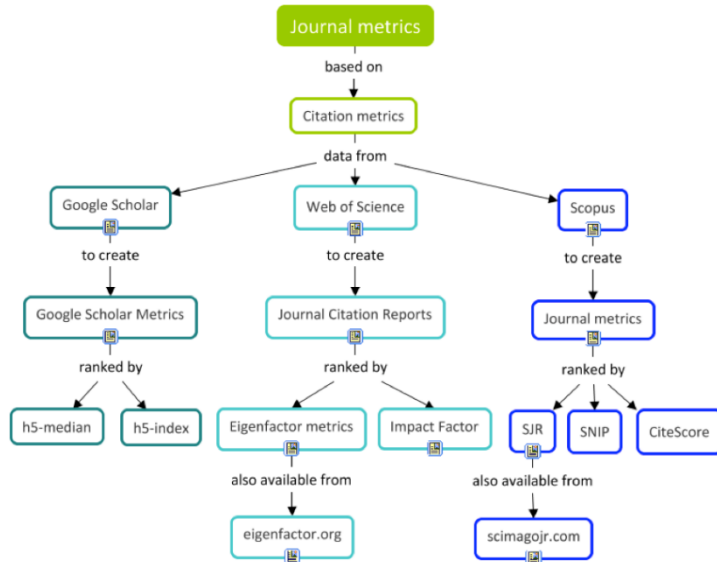 Journal metrics
based on
Citation metrics
data from
Google Scholar
Web of Science
Scopus
to create
to create
to create
Google Scholar Metrics
Journal Citation Reports
Journal metrics
ranked by
ranked by
ranked by
h5-median
h5-index
Eigenfactor metrics
Impact Factor
SJR
SNIP
CiteScore
also available from
also available from
eigenfactor.org
scimagojr.com